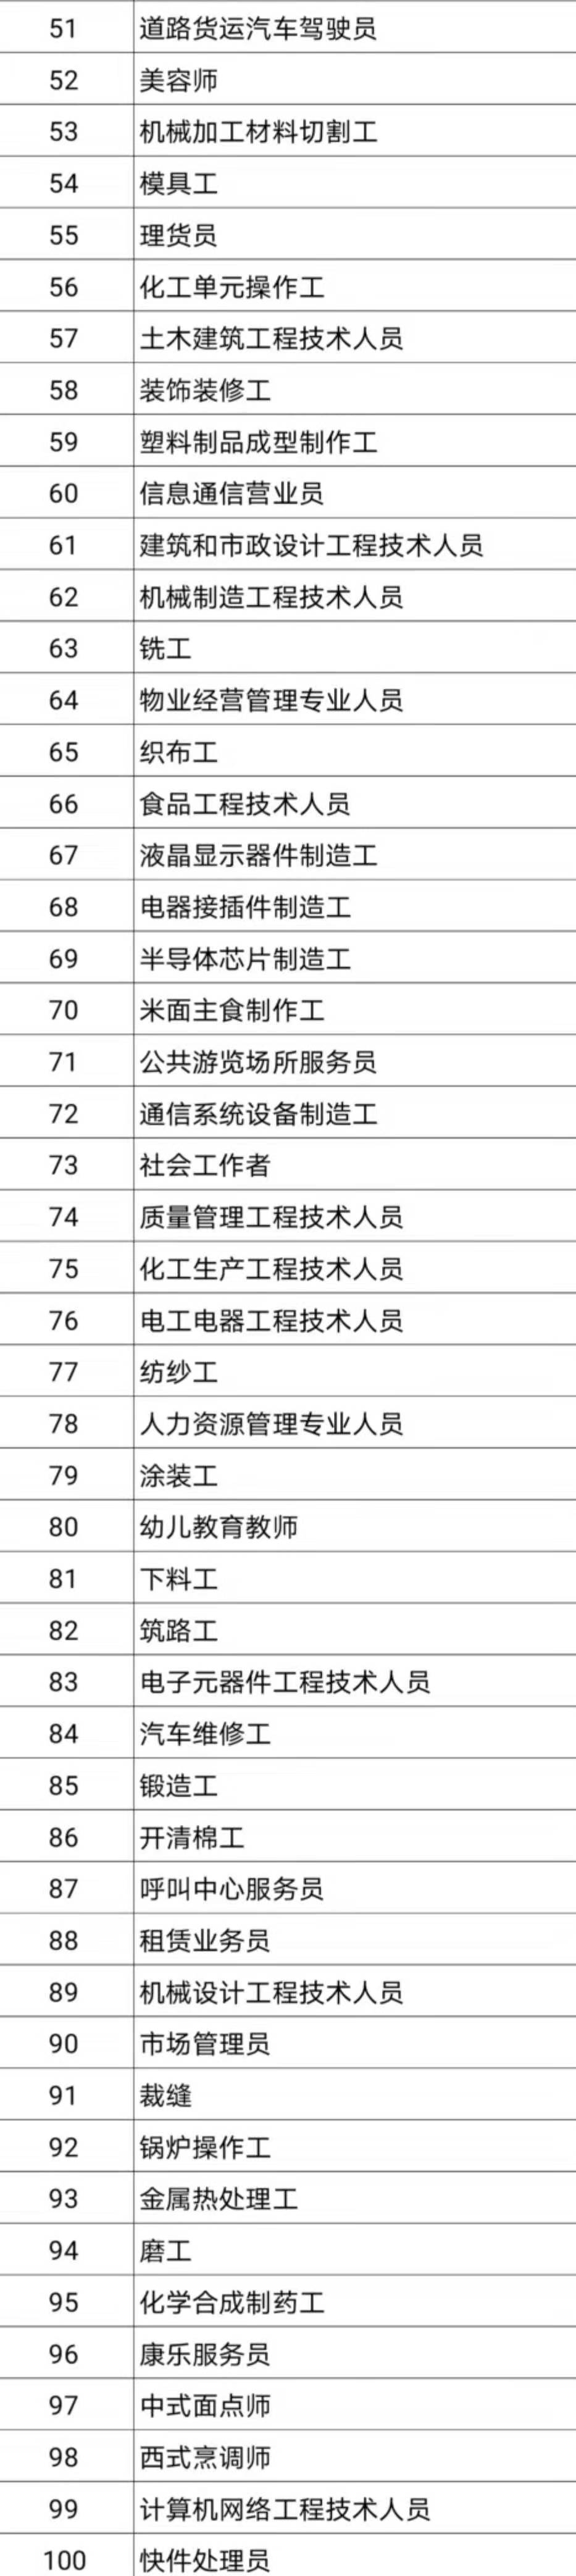 51 道路货运汽车驾驶员
52 美容师
53 机械加工材料切割工
54 模具工
55 理货员
56 化工单元操作工
57 土木建筑工程技术人员
58 装饰装修工
59 塑料制品成型制作工
60 信息通信营业员
61 建筑和市政设计工程技术人员
62 机械制造工程技术人员
63 铣工
64 物业经营管理专业人员
65 织布工
66 食品工程技术人员
67 液晶显示器件制造工
68 电器接插件制造工
69 半导体芯片制造工
70 米面主食制作工
71 公共游览场所服务员
72 通信系统设备制造工
73 社会工作者
74 质量管理工程技术人员
75 化工生产工程技术人员
76 电工电器工程技术人员
77 纺纱工
78 人力资源管理专业人员
79 涂装工
80 幼儿教育教师
81 下料工
82 筑路工
83 电子元器件工程技术人员
84 汽车维修工
85 锻造工
86 开清棉工
87 呼叫中心服务员
88 租赁业务员
89 机械设计工程技术人员
90 市场管理员
91 裁缝
92 锅炉操作工
93 金属热处理工
94 磨工
95 化学合成制药工
96 康乐服务员
97 中式面点师
98 西式烹调师
99 计算机网络工程技术人员
100 快件处理员